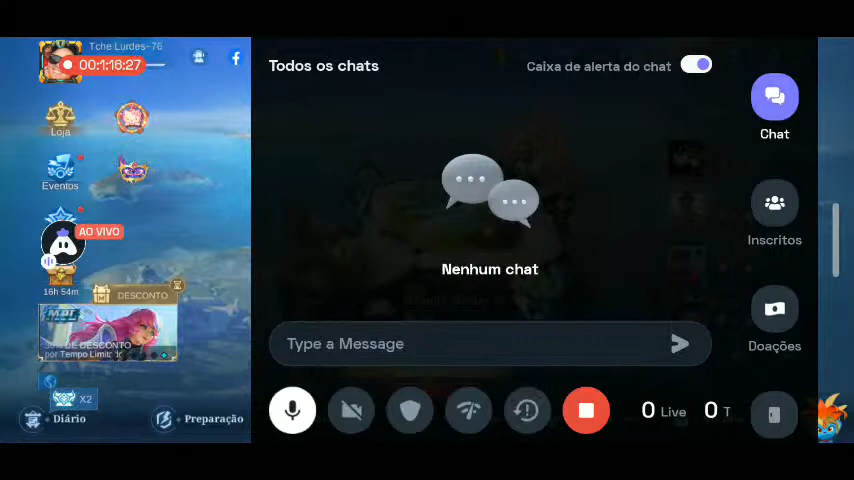 Tche Lurdes-76
00:1:16:27
Loja
Eventos
AO VIVO
16h 54m
DESCONTO
DE DESCONTO
por Tempo Limit
X2
Diário
Preparação
Todos os chats
Caixa de alerta do chat
Nenhum chat
Type a Message
0 Live 0 T
Chat
Inscritos
Doações